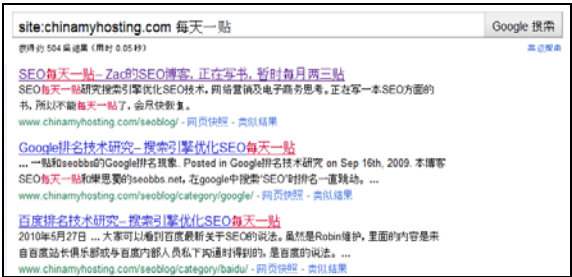 site:chinamyhosting.com 每天一贴
Google 搜索
获得约 504 条结果 (用时 0.05 秒)
高级搜索
SEO每天一贴– Zac的SEO博客, 正在写书, 暂时每月两三贴
SEO每天一贴研究搜索引擎优化SEO技术, 网络营销及电子商务思考。正在写一本SEO方面的
书, 所以不能每天一贴了, 会尽快恢复。
www.chinamyhosting.com/seoblog/ - 网页快照 - 类似结果
Google排名技术研究– 搜索引擎优化SEO每天一贴
... 一贴和seobbs的Google排名现象. Posted in Google排名技术研究 on Sep 16th, 2009. 本博客
SEO每天一贴和乐思蜀的seobbs.net, 在google中搜索“SEO”时排名一直跳动。 ...
www.chinamyhosting.com/seoblog/category/google/ - 网页快照 - 类似结果
百度排名技术研究– 搜索引擎优化SEO每天一贴
2010年5月27日 ... 大家可以看到百度最新关于SEO的说法。虽然是Robin维护, 里面的内容是来
自百度站长俱乐部或与百度内部人员私下沟通时得到的, 是百度的说法。 ...
www.chinamyhosting.com/seoblog/category/baidu/ - 网页快照 - 类似结果